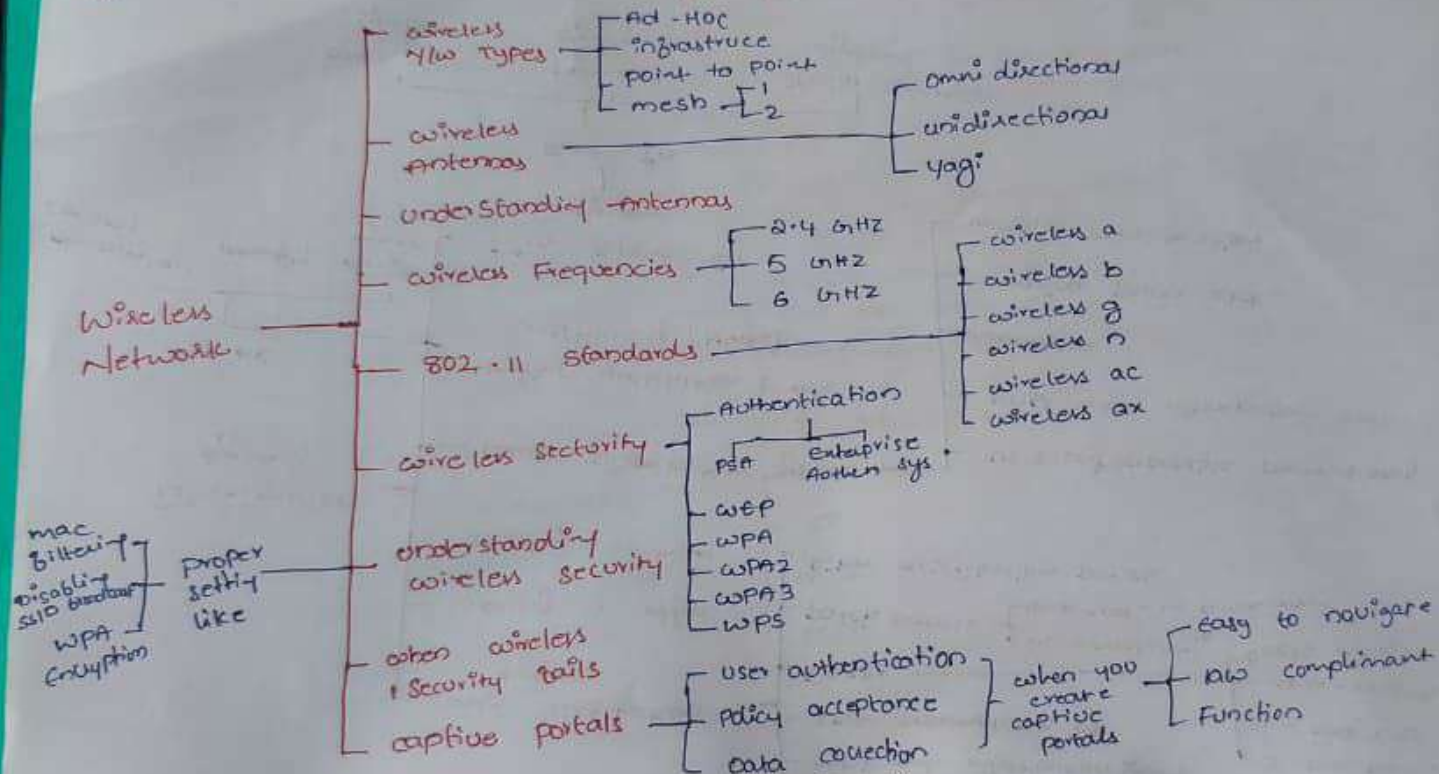 wireless
N/W Types
Ad-HOC
infrastruce
point to point
mesh
1
2
wireless
Antennas
omni directional
unidirectional
yagi
understanding Antennas
wireless Frequencies
2.4 GHZ
5 GHZ
6 GHZ
Wireless
Network
802.11 standards
wireless a
wireless b
wireless g
wireless n
wireless ac
wireless ax
wireless secturity
Authentication
Enterprise
Authen sys.
WEP
WPA
WPA2
WPA3
WPS
understanding
wireless security
proper
setting
like
mac
filtering
Disabling
SSID
WPA
Encryption
when wireless
security fails
captive portals
user authentication
policy acceptance
Data collection
when you
create
captive
portals
easy to navigare
law complimant
Function